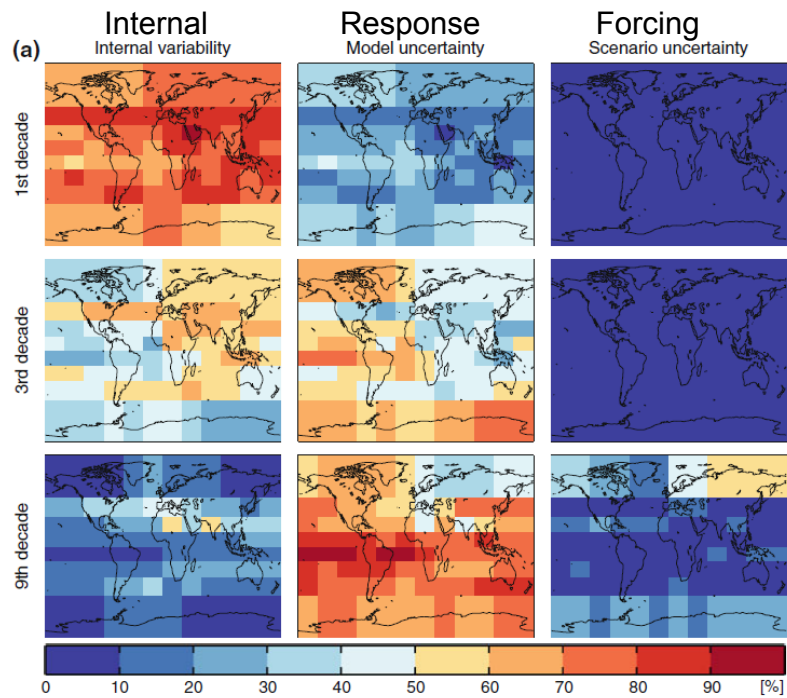 Internal Response Forcing
(a) Internal variability Model uncertainty Scenario uncertainty
1st decade
3rd decade
9th decade
0 10 20 30 40 50 60 70 80 90 [%]